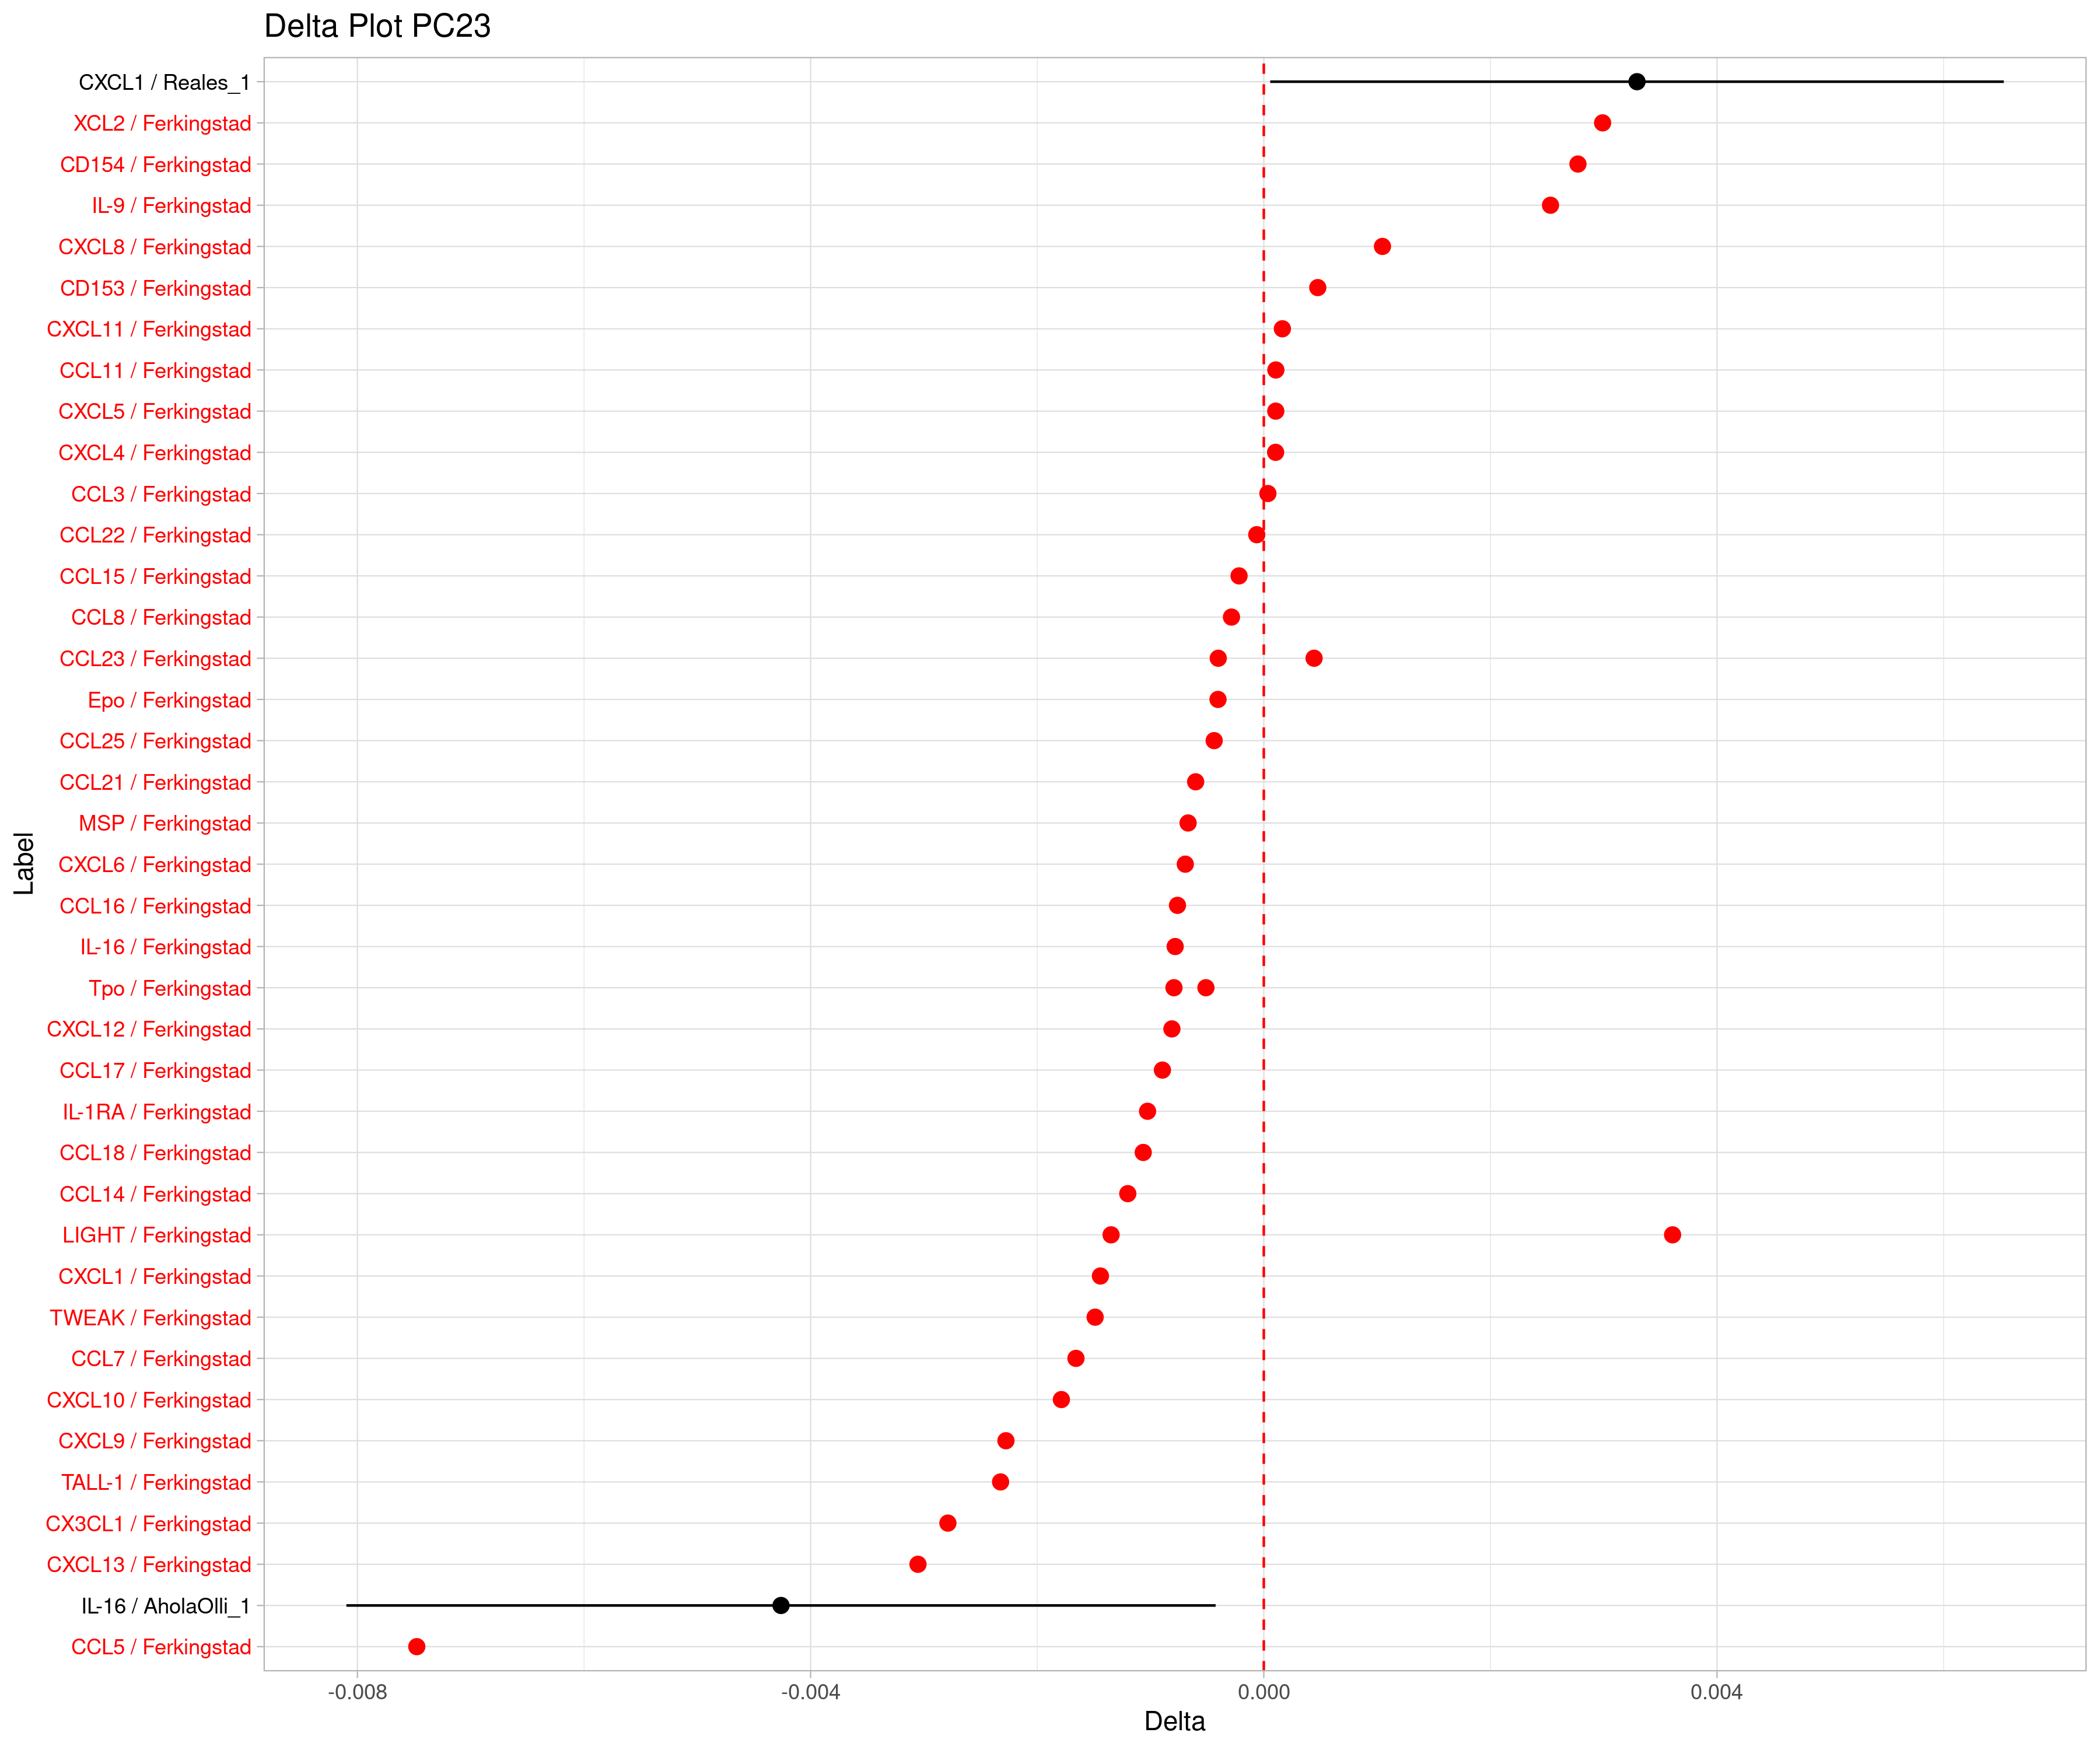 Delta Plot PC23
CXCL1 / Reales_1
XCL2 / Ferkingstad
CD154 / Ferkingstad
IL-9 / Ferkingstad
CXCL8 / Ferkingstad
CD153 / Ferkingstad
CXCL11 / Ferkingstad
CCL11 / Ferkingstad
CXCL5 / Ferkingstad
CXCL4 / Ferkingstad
CCL3 / Ferkingstad
CCL22 / Ferkingstad
CCL15 / Ferkingstad
CCL8 / Ferkingstad
CCL23 / Ferkingstad
Epo / Ferkingstad
CCL25 / Ferkingstad
CCL21 / Ferkingstad
MSP / Ferkingstad
CXCL6 / Ferkingstad
CCL16 / Ferkingstad
IL-16 / Ferkingstad
Tpo / Ferkingstad
CXCL12 / Ferkingstad
CCL17 / Ferkingstad
IL-1RA / Ferkingstad
CCL18 / Ferkingstad
CCL14 / Ferkingstad
LIGHT / Ferkingstad
CXCL1 / Ferkingstad
TWEAK / Ferkingstad
CCL7 / Ferkingstad
CXCL10 / Ferkingstad
CXCL9 / Ferkingstad
TALL-1 / Ferkingstad
CX3CL1 / Ferkingstad
CXCL13 / Ferkingstad
IL-16 / AholaOlli_1
CCL5 / Ferkingstad
Label
-0.008 -0.004 0.000 0.004
Delta